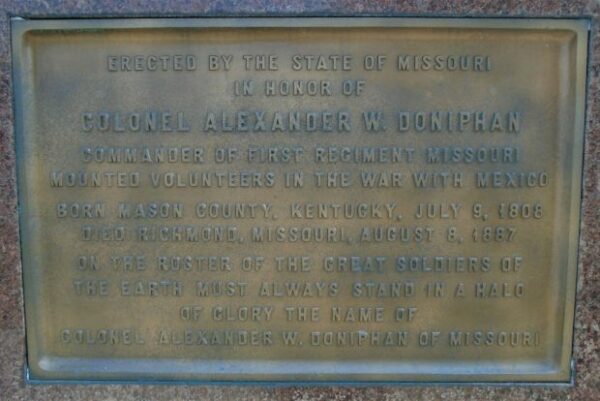 ERECTED BY THE STATE OF MISSOURI
IN HONOR OF
COLONEL ALEXANDER W. DONIPHAN
COMMANDER OF FIRST REGIMENT MISSOURI
MOUNTED VOLUNTEERS IN THE WAR WITH MEXICO
BORN MASON COUNTY, KENTUCKY, JULY 9, 1808
DIED RICHMOND, MISSOURI, AUGUST 8, 1887
ON THE ROSTER OF THE GREAT SOLDIERS OF
THE EARTH MUST ALWAYS STAND IN A HALO
OF GLORY THE NAME OF
COLONEL ALEXANDER W. DONIPHAN OF MISSOURI